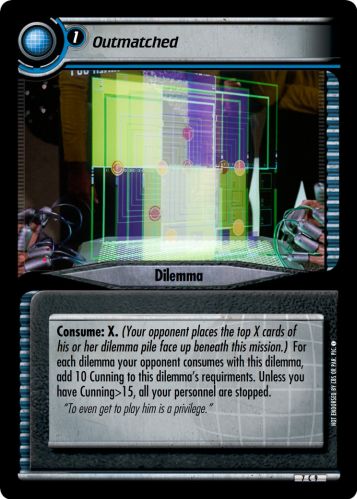 1 Outmatched
Dilemma
Consume: X. (Your opponent places the top X cards of
his or her dilemma pile face up beneath this mission.) For
each dilemma your opponent consumes with this dilemma,
add 10 Cunning to this dilemma's requirments. Unless you
have Cunning>15, all your personnel are stopped.
"To even get to play him is a privilege."
NOT ENDORSED BY CBS OR PAR. PIC.